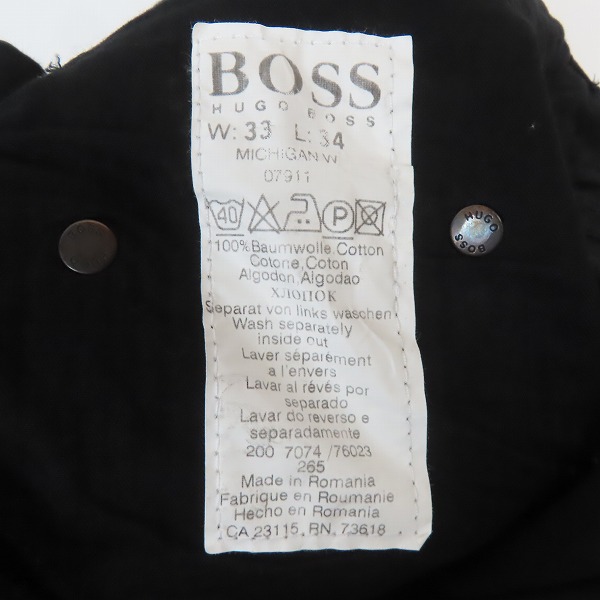 BOSS
HUGO BOSS
W: 33 L: 34
MICHIGAN W
07911
40 P
100% Baumwolle, Cotton
Cotone, Coton
Algodon, Algodao
ХЛОПОК
Separat von links waschen
Wash separately
inside out
Laver séparément
a l'envers
Lavar al révés por
separado
Lavar do reverso e
separadamente
200 7074 /76023
265
Made in Romania
Fabrique en Roumanie
Hecho en Romania
CA 23115, RN. 73618
HUGO
BOSS